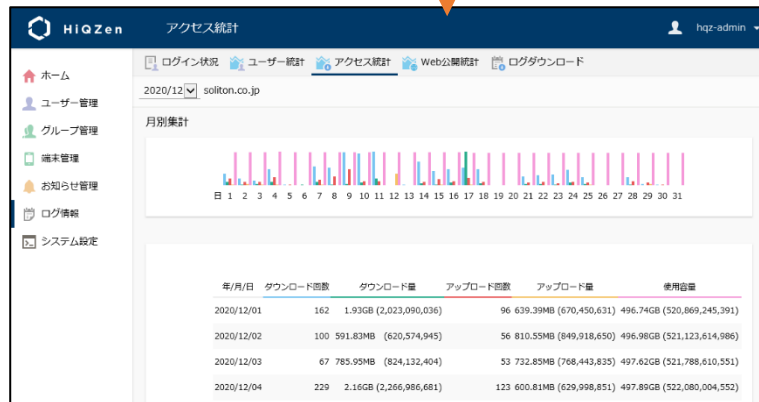 HiQZen アクセス統計 hqz-admin
ログイン状況 ユーザー統計 アクセス統計 Web公開統計 ログダウンロード
ホーム
ユーザー管理
グループ管理
端末管理
お知らせ管理
ログ情報
システム設定
2020/12 soliton.co.jp
月別集計
日 1 2 3 4 5 6 7 8 9 10 11 12 13 14 15 16 17 18 19 20 21 22 23 24 25 26 27 28 29 30 31
年/月/日 ダウンロード回数 ダウンロード量 アップロード回数 アップロード量 使用容量
2020/12/01 162 1.93GB (2,023,090,036) 96 639.39MB (670,450,631) 496.74GB (520,869,245,391)
2020/12/02 100 591.83MB (620,574,945) 56 810.55MB (849,918,650) 496.98GB (521,123,614,986)
2020/12/03 67 785.95MB (824,132,404) 53 732.85MB (768,443,835) 497.62GB (521,788,610,551)
2020/12/04 229 2.16GB (2,266,986,681) 123 600.81MB (629,998,851) 497.89GB (522,080,004,552)